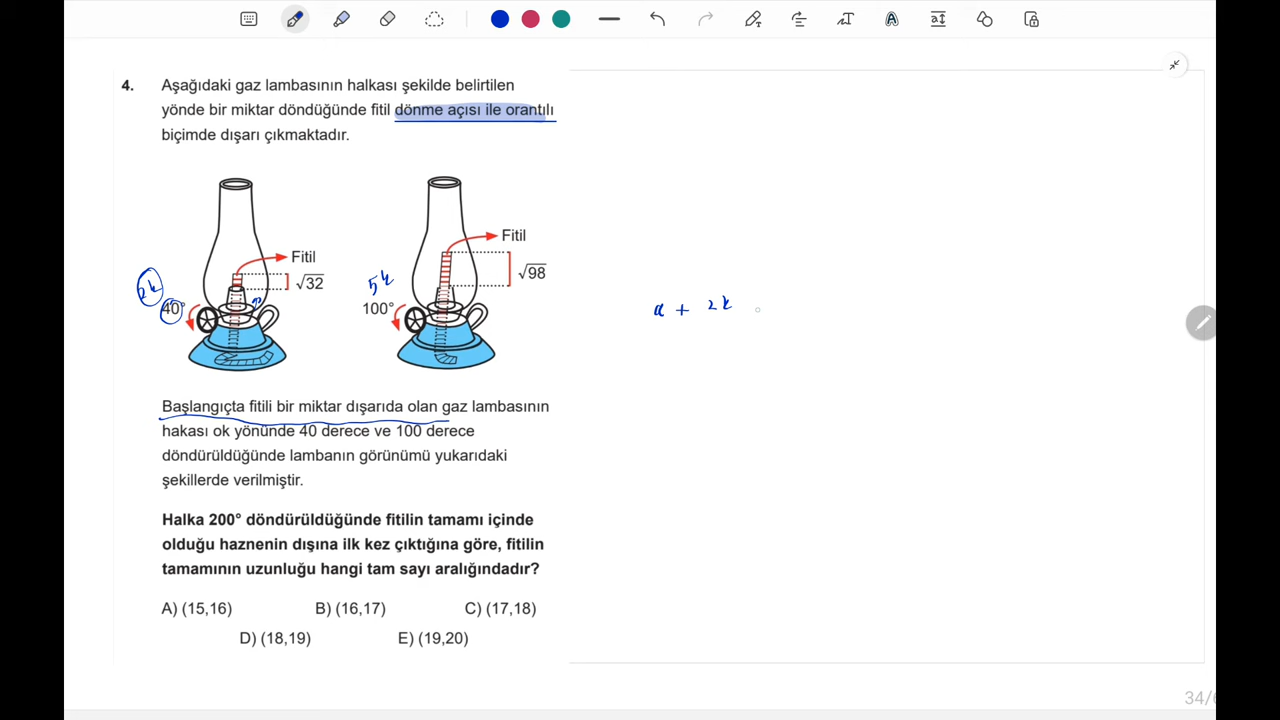 4. Aşağıdaki gaz lambasının halkası şekilde belirtilen
yönde bir miktar döndüğünde fitil dönme açısı ile orantılı
biçimde dışarı çıkmaktadır.
Fitil
√32
2k
40°
Fitil
√98
5k
100°
a + 2k
Başlangıçta fitili bir miktar dışarıda olan gaz lambasının
hakası ok yönünde 40 derece ve 100 derece
döndürüldüğünde lambanın görünümü yukarıdaki
şekillerde verilmiştir.
Halka 200° döndürüldüğünde fitilin tamamı içinde
olduğu haznenin dışına ilk kez çıktığına göre, fitilin
tamamının uzunluğu hangi tam sayı aralığındadır?
A) (15,16) B) (16,17) C) (17,18)
D) (18,19) E) (19,20)